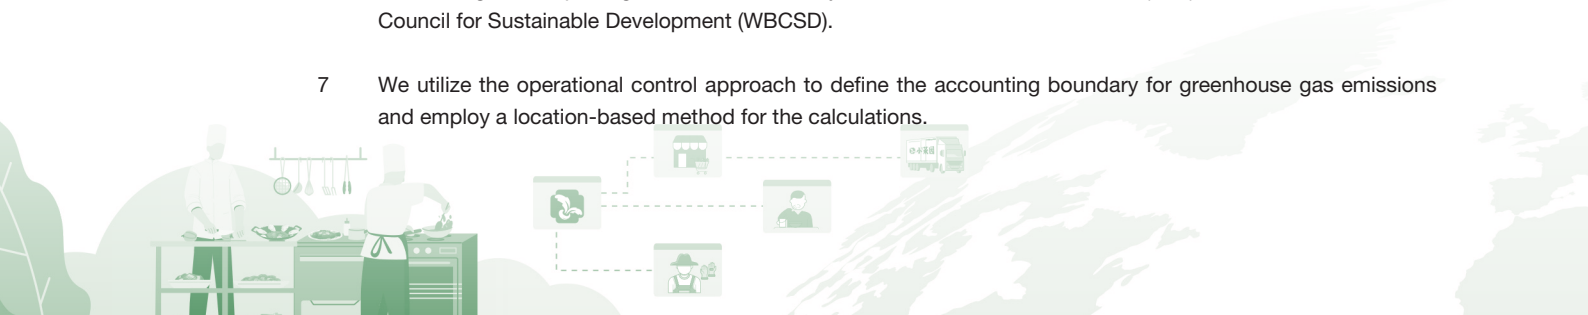 Council for Sustainable Development (WBCSD).
7 We utilize the operational control approach to define the accounting boundary for greenhouse gas emissions
and employ a location-based method for the calculations.